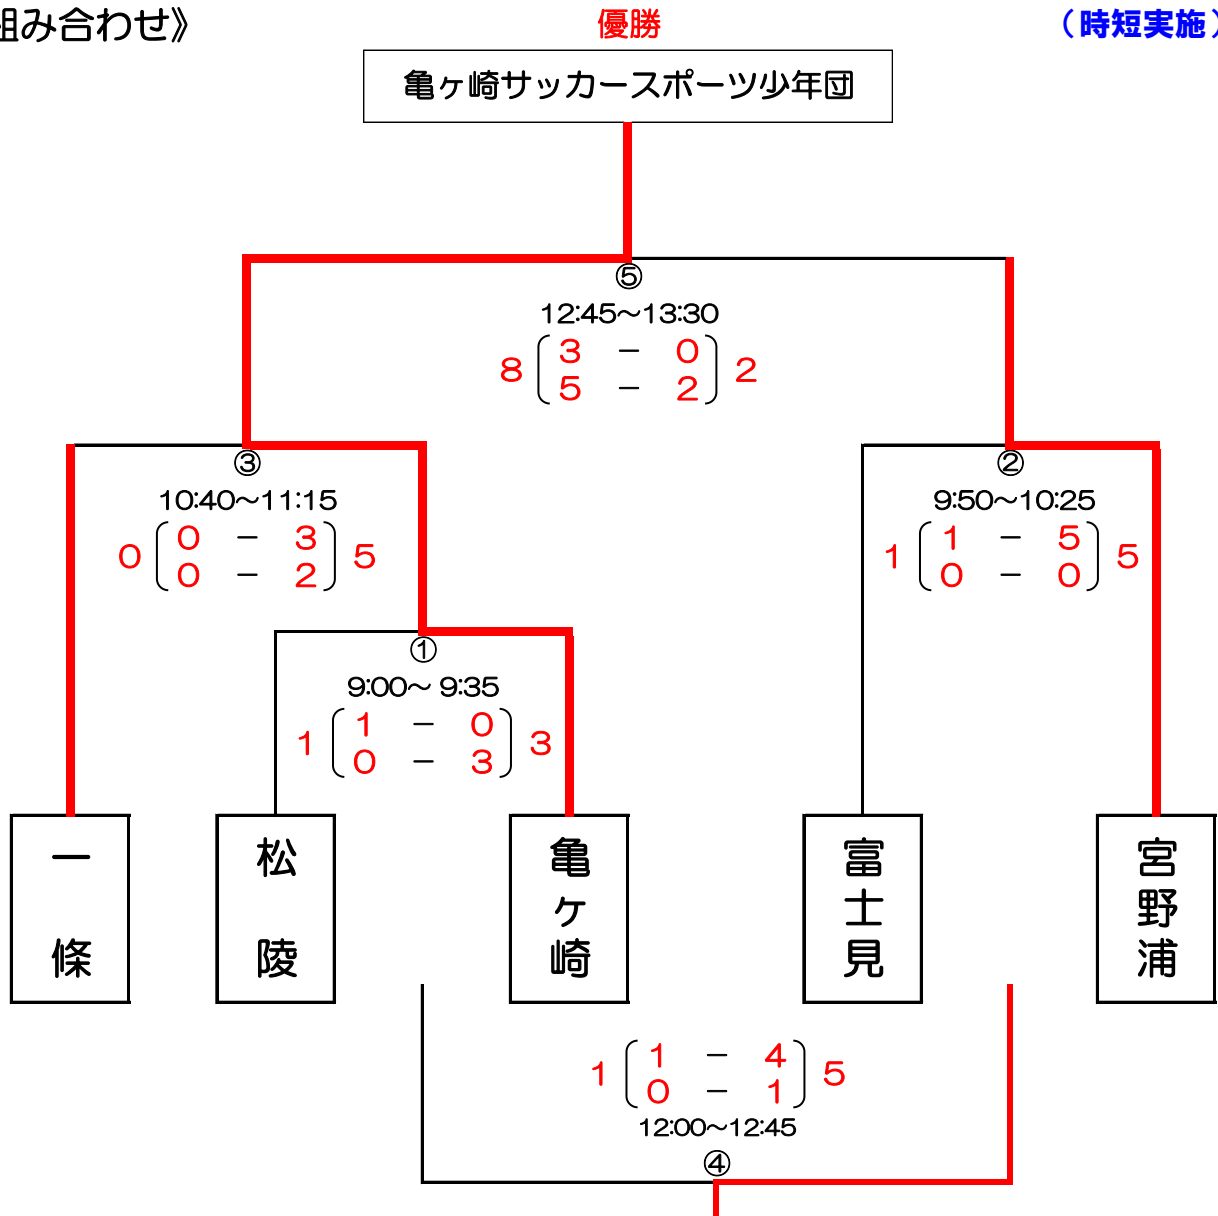 組み合わせ》
優勝
（時短実施）
亀ヶ崎サッカースポーツ少年団
⑤
12:45～13:30
8 3 － 0 2
5 － 2
③
10:40～11:15
0 0 － 3 5
0 － 2
②
9:50～10:25
1 1 － 5 5
0 － 0
①
9:00～ 9:35
1 1 － 0 3
0 － 3
一條
松陵
亀ヶ崎
富士見
宮野浦
1 1 － 4 5
0 － 1
12:00～12:45
④